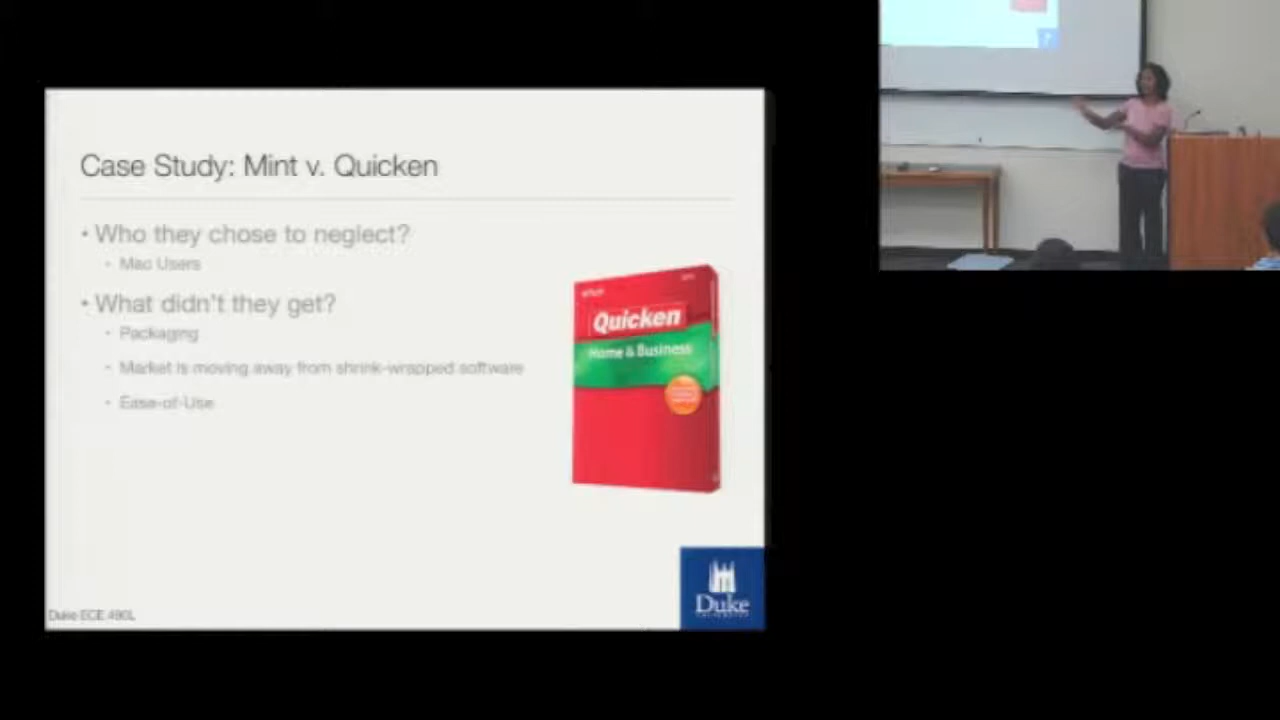 Case Study: Mint v. Quicken
• Who they chose to neglect?
• Mac Users
• What didn't they get?
• Packaging
• Market is moving away from shrink-wrapped software
• Ease-of-Use
Quicken
Home & Business
Duke
Duke ECE 490L